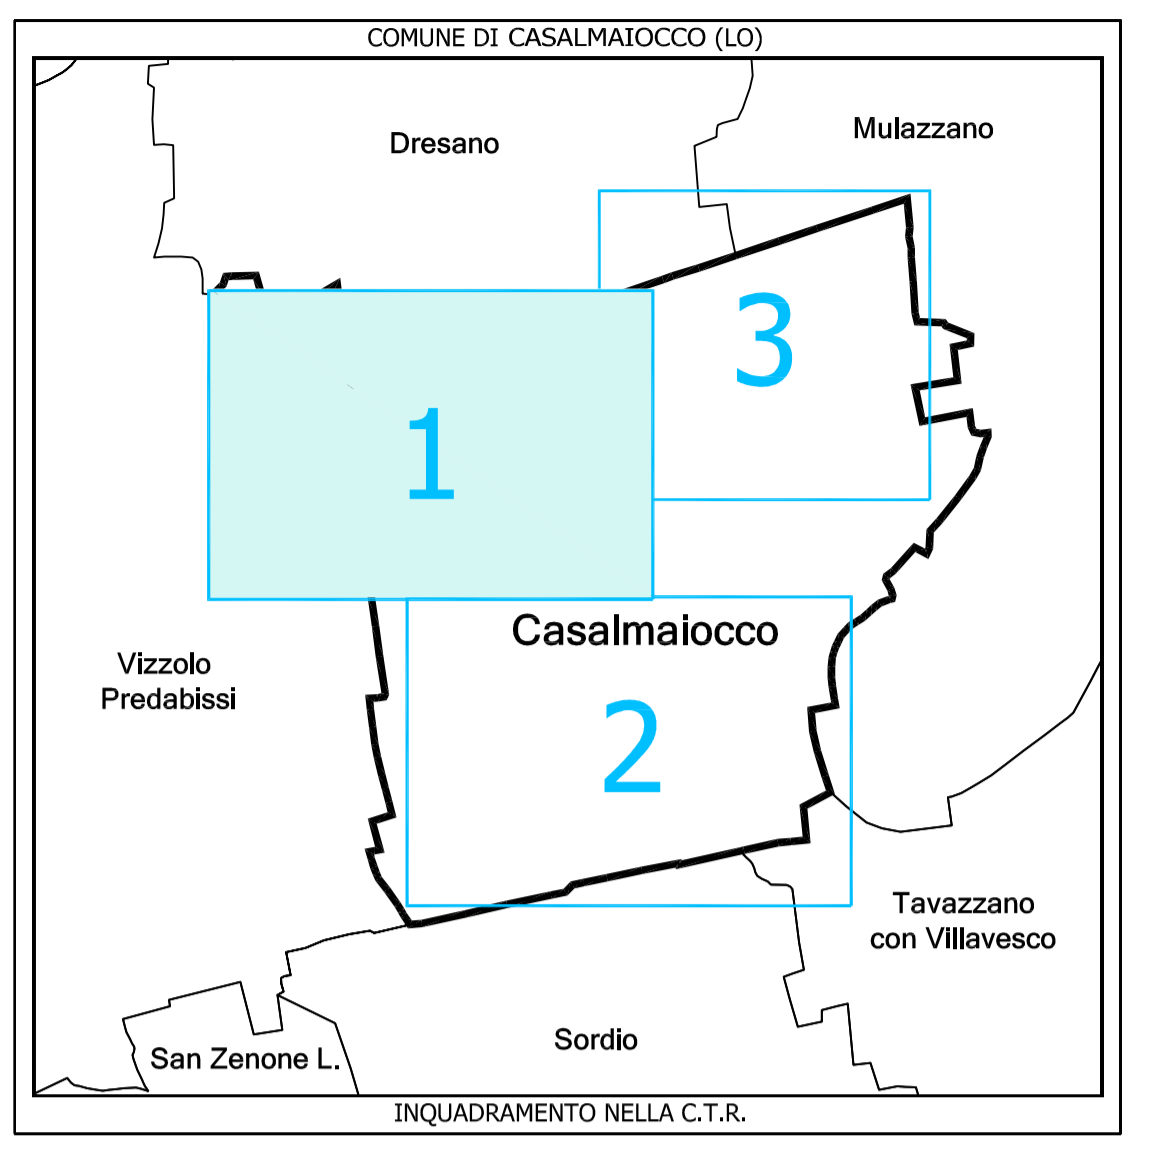 COMUNE DI CASALMAIOCCO (LO)
Dresano
Mulazzano
3
1
Casalmaiocco
Vizzolo
Predabissi
2
Tavazzano
con Villavesco
Sordio
San Zenone L.
INQUADRAMENTO NELLA C.T.R.